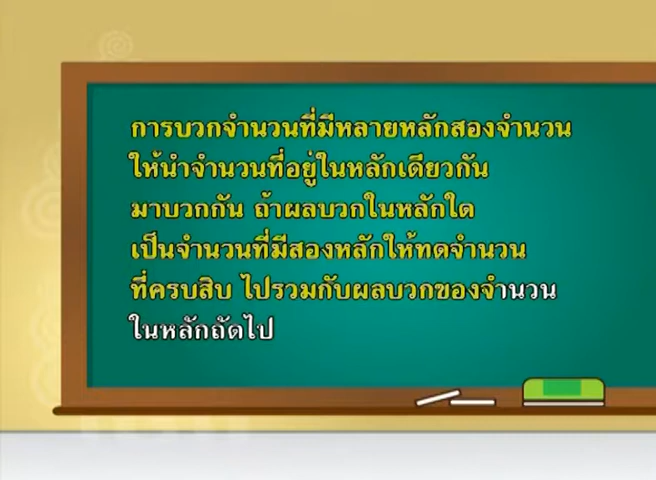 การบวกจำนวนที่มีหลายหลักสองจำนวน
ให้นำจำนวนที่อยู่ในหลักเดียวกัน
มาบวกกัน ถ้าผลบวกในหลักใด
เป็นจำนวนที่มีสองหลักให้ทดจำนวน
ที่ครบสิบ ไปรวมกับผลบวกของจำนวน
ในหลักถัดไป